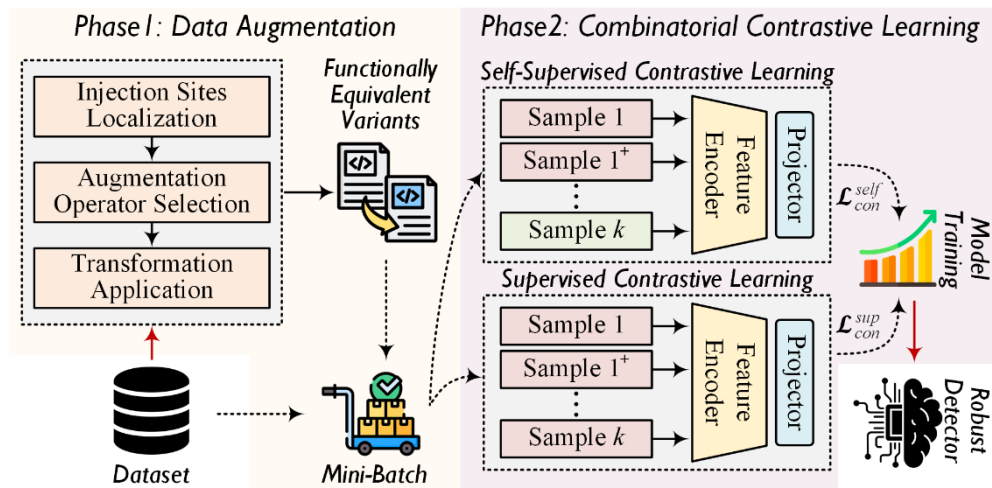 Phase1: Data Augmentation
Injection Sites
Localization
Augmentation
Operator Selection
Transformation
Application
Functionally
Equivalent
Variants
</>
</>
Dataset
Mini-Batch
Phase2: Combinatorial Contrastive Learning
Self-Supervised Contrastive Learning
Sample 1
Sample 1⁺
Sample k
Feature
Encoder
Projector
𝓛_con^self
Supervised Contrastive Learning
Sample 1
Sample 1⁺
Sample k
Feature
Encoder
Projector
𝓛_con^sup
Model
Training
Robust
Detector